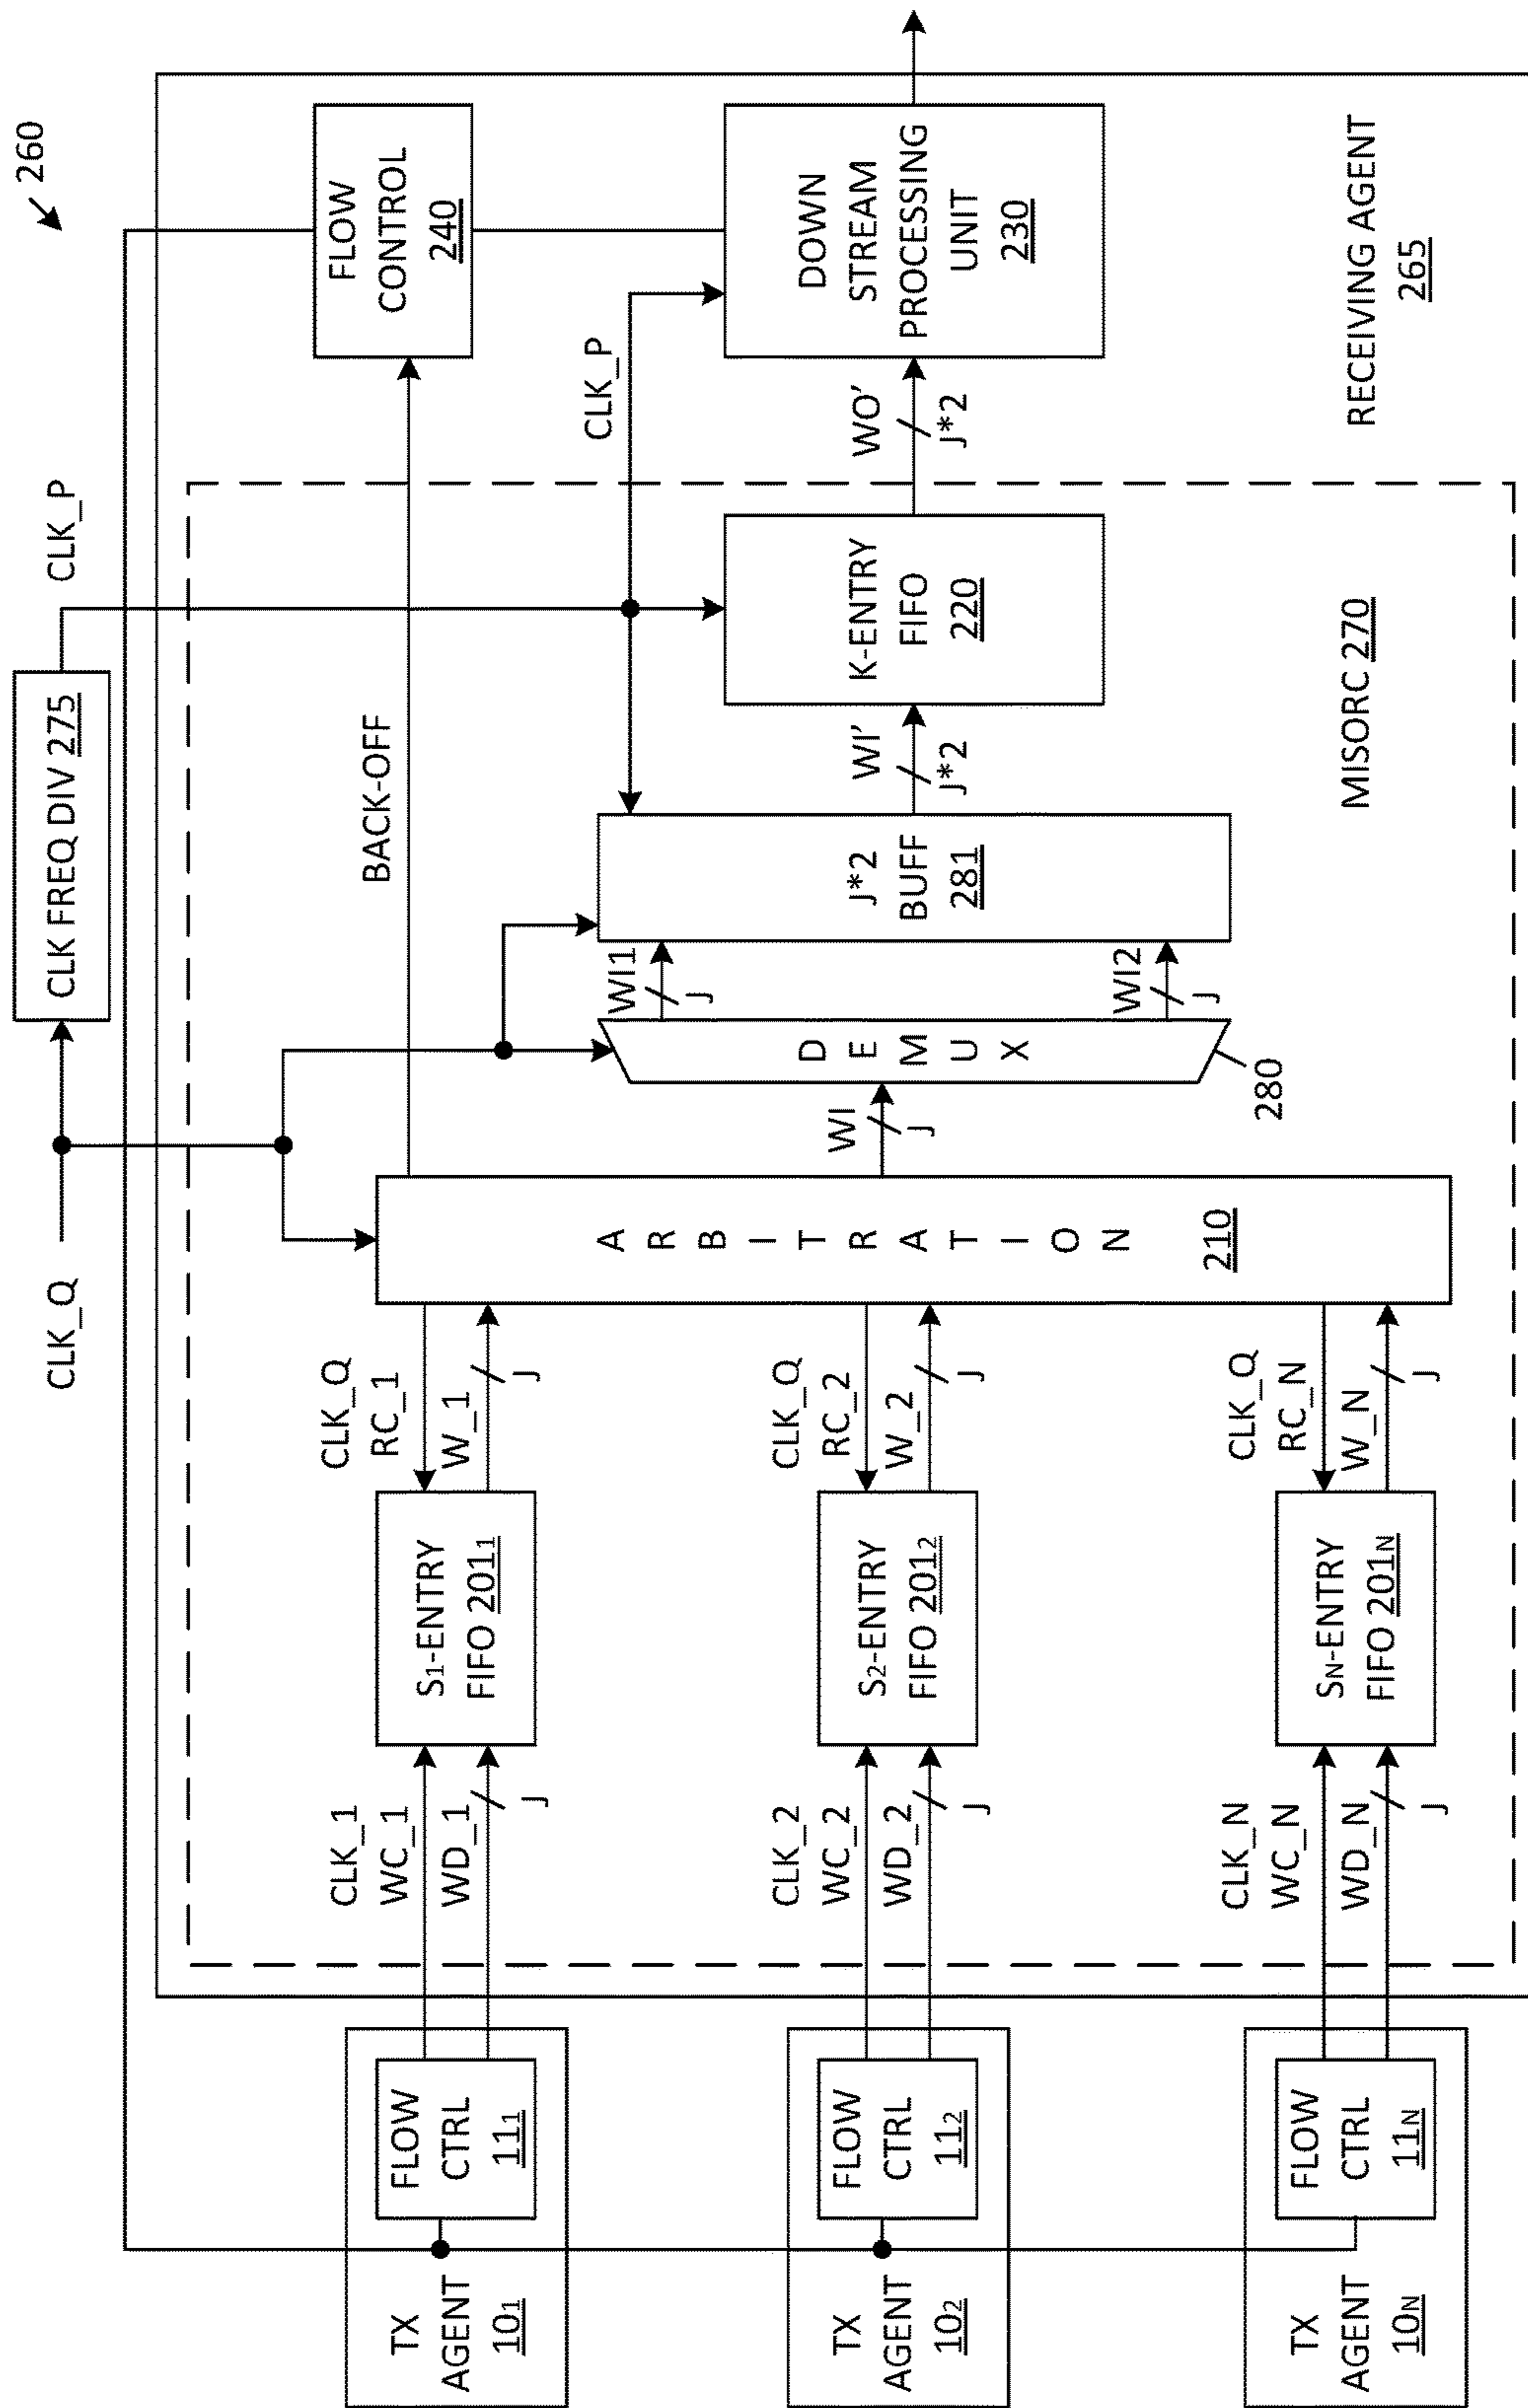 260
CLK_Q
CLK FREQ DIV 275
CLK_P
TX
AGENT
10₁
FLOW
CTRL
11₁
CLK_1
WC_1
WD_1
J
S₁-ENTRY
FIFO 201₁
CLK_Q
RC_1
W_1
J
TX
AGENT
10₂
FLOW
CTRL
11₂
CLK_2
WC_2
WD_2
J
S₂-ENTRY
FIFO 201₂
CLK_Q
RC_2
W_2
J
TX
AGENT
10N
FLOW
CTRL
11N
CLK_N
WC_N
WD_N
J
SN-ENTRY
FIFO 201N
CLK_Q
RC_N
W_N
J
ARBITRATION
210
BACK-OFF
WI
J
DEMUX
280
WI1
J
WI2
J
J*2
BUFF
281
WI'
J*2
K-ENTRY
FIFO
220
MISORC 270
CLK_P
WO'
J*2
FLOW
CONTROL
240
DOWN
STREAM
PROCESSING
UNIT
230
RECEIVING AGENT
265